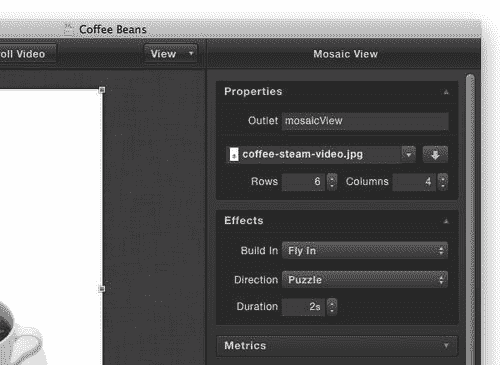 Coffee Beans
oll Video
View
Mosaic View
Properties
Outlet mosaicView
coffee-steam-video.jpg
Rows 6 Columns 4
Effects
Build In Fly In
Direction Puzzle
Duration 2s
Metrics